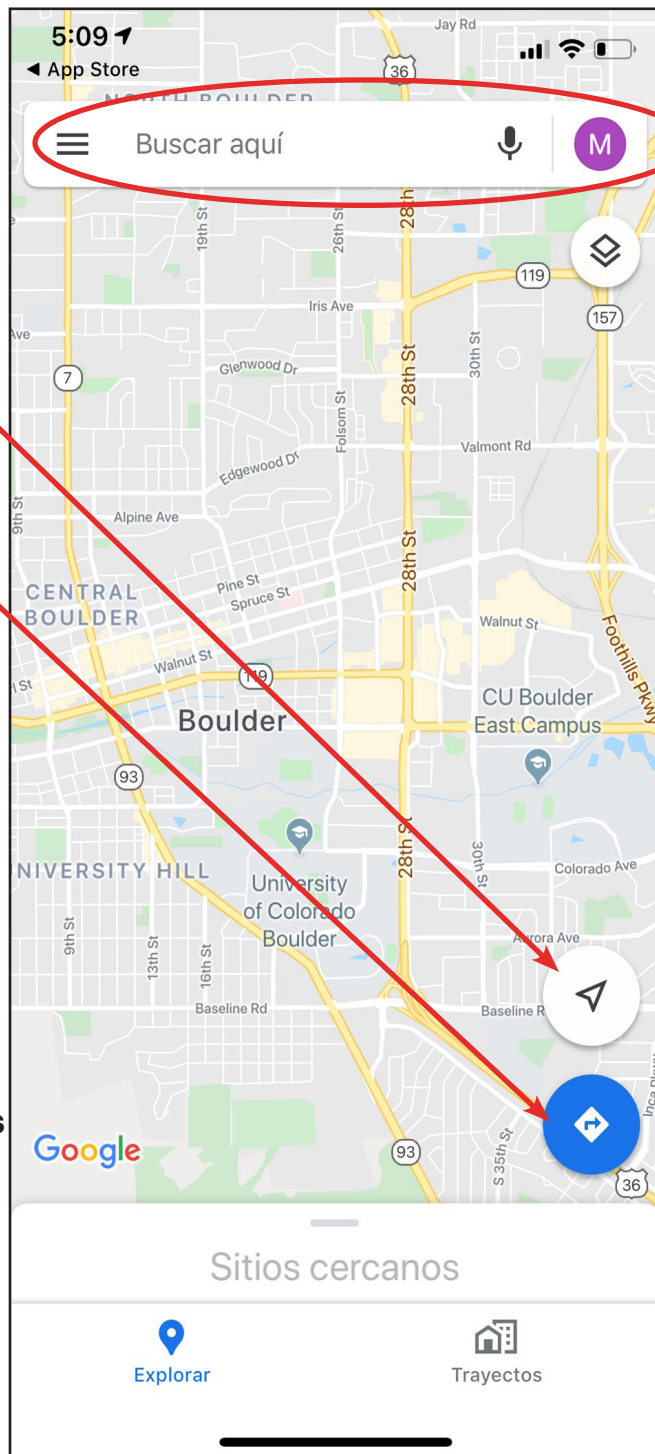 5:09
Jay Rd
◀ App Store
36
Buscar aquí
M
19th St
26th St
28th
119
157
Iris Ave
Ave
7
Glenwood Dr
28th St
30th St
Folsom St
Valmont Rd
Edgewood Dr
9th St
Alpine Ave
28th St
Pine St
Spruce St
CENTRAL
BOULDER
Walnut St
Foothills Pkwy
Walnut St
119
l St
CU Boulder
East Campus
Boulder
93
28th St
30th St
NIVERSITY HILL
University
of Colorado
Boulder
Colorado Ave
9th St
13th St
16th St
Aurora Ave
Baseline Rd
Baseline R
Inca Pkwy
s
Google
93
S 35th St
36
Sitios cercanos
Explorar
Trayectos